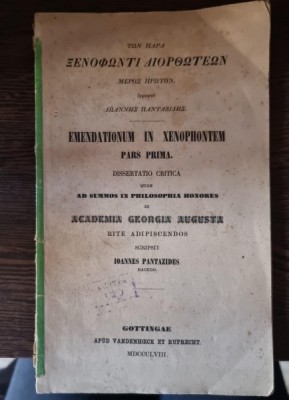 ΤΩΝ ΠΑΡΑ
ΞΕΝΟΦΩΝΤΙ ΔΙΟΡΘΩΤΕΩΝ
ΜΕΡΟΣ ΠΡΩΤΟΝ,
ΙΩΑΝΝΗΣ ΠΑΝΤΑΖΙΔΗΣ.
EMENDATIONUM IN XENOPHONTEM
PARS PRIMA.
DISSERTATIO CRITICA
QUAM
AD SUMMOS IN PHILOSOPHIA HONORES
IN
ACADEMIA GEORGIA AUGUSTA
RITE ADIPISCENDOS
SCRIPSIT
IOANNES PANTAZIDES
MACEDO.
GOTTINGAE
APUD VANDENHOECK ET RUPRECHT.
MDCCCLVIII.